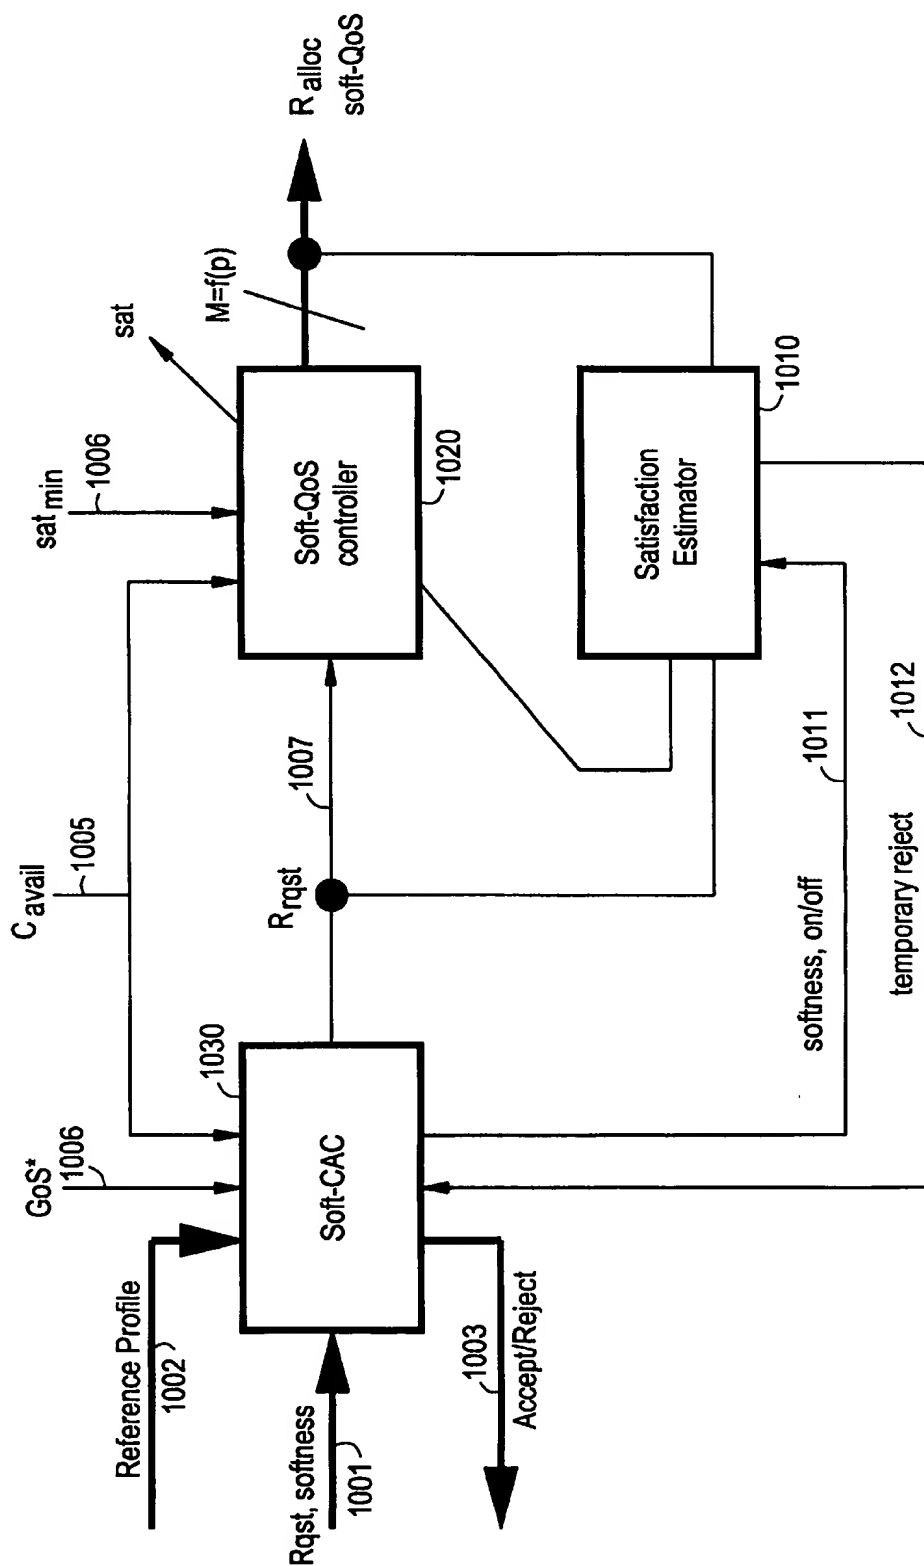 Reference Profile
1002
Rqst, softness
1001
1003
Accept/Reject
GoS*
1006
Soft-CAC
1030
C avail
1005
R rqst
1007
sat min
1006
Soft-QoS
controller
1020
sat
M=f(p)
R alloc
soft-QoS
Satisfaction
Estimator
1010
softness, on/off
1011
temporary reject
1012